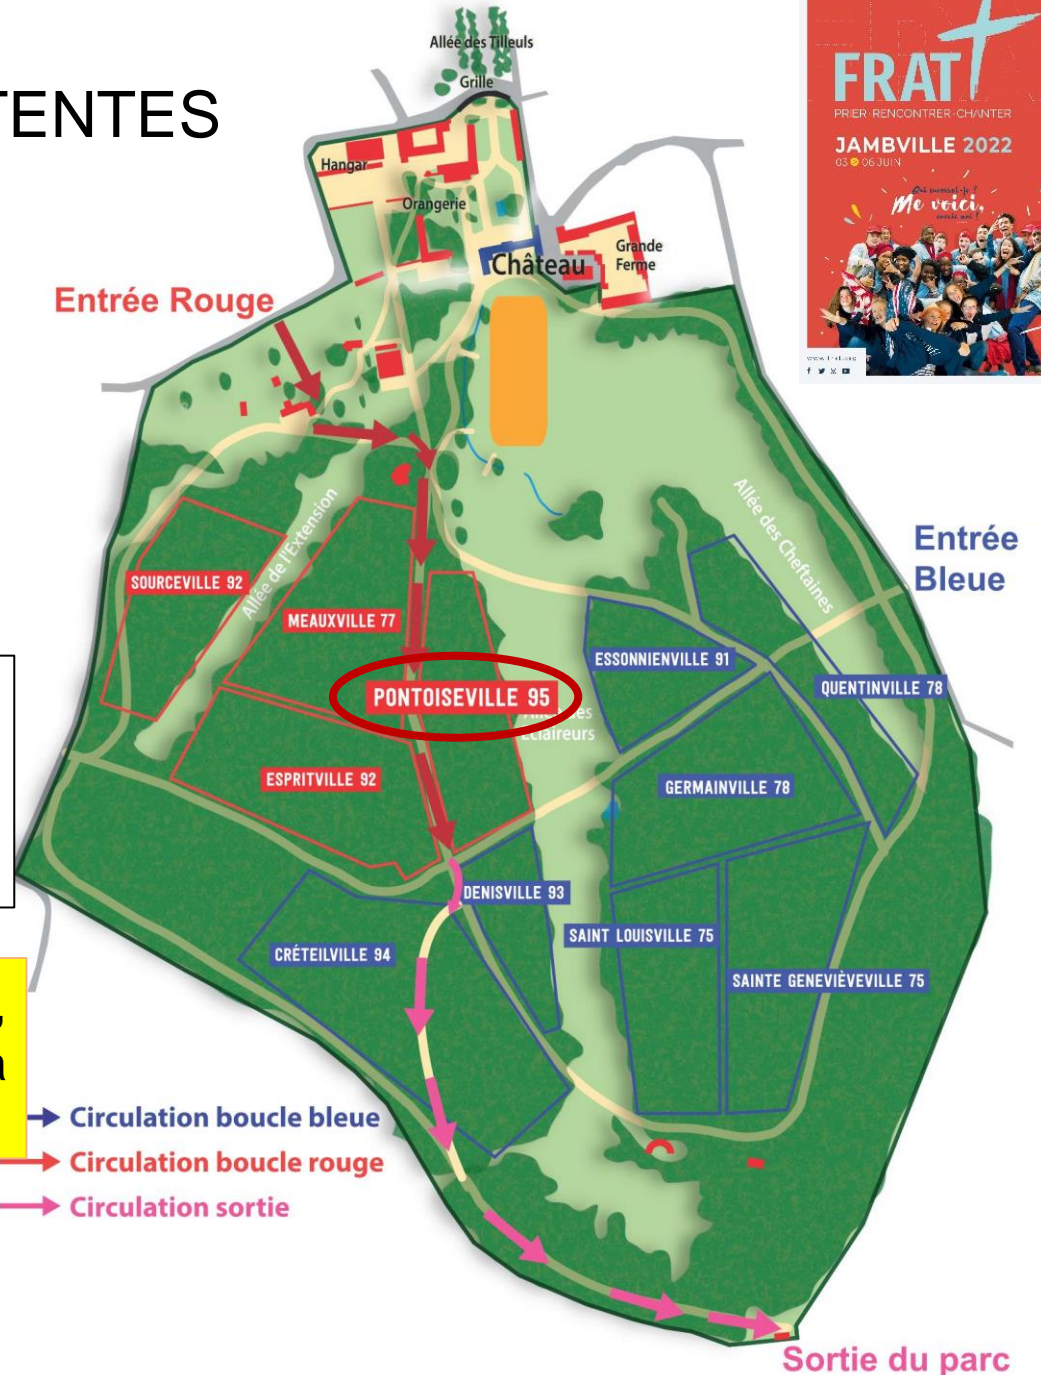 TENTES
Allée des Tilleuls
Grille
Hangar
Orangerie
Château
Grande
Ferme
Entrée Rouge
FRAT
PRIER-RENCONTRER-CHANTER
JAMBVILLE 2022
03 06 JUIN
Me voici,
Allée de l'Extension
Allée des Cheftaines
Entrée
Bleue
SOURCEVILLE 92
MEAUXVILLE 77
PONTOISEVILLE 95
Eclaireurs
ESSONNIENVILLE 91
QUENTINVILLE 78
ESPRITVILLE 92
GERMAINVILLE 78
DENISVILLE 93
SAINT LOUISVILLE 75
CRÉTEILVILLE 94
SAINTE GENEVIÈVEVILLE 75
Circulation boucle bleue
Circulation boucle rouge
Circulation sortie
Sortie du parc